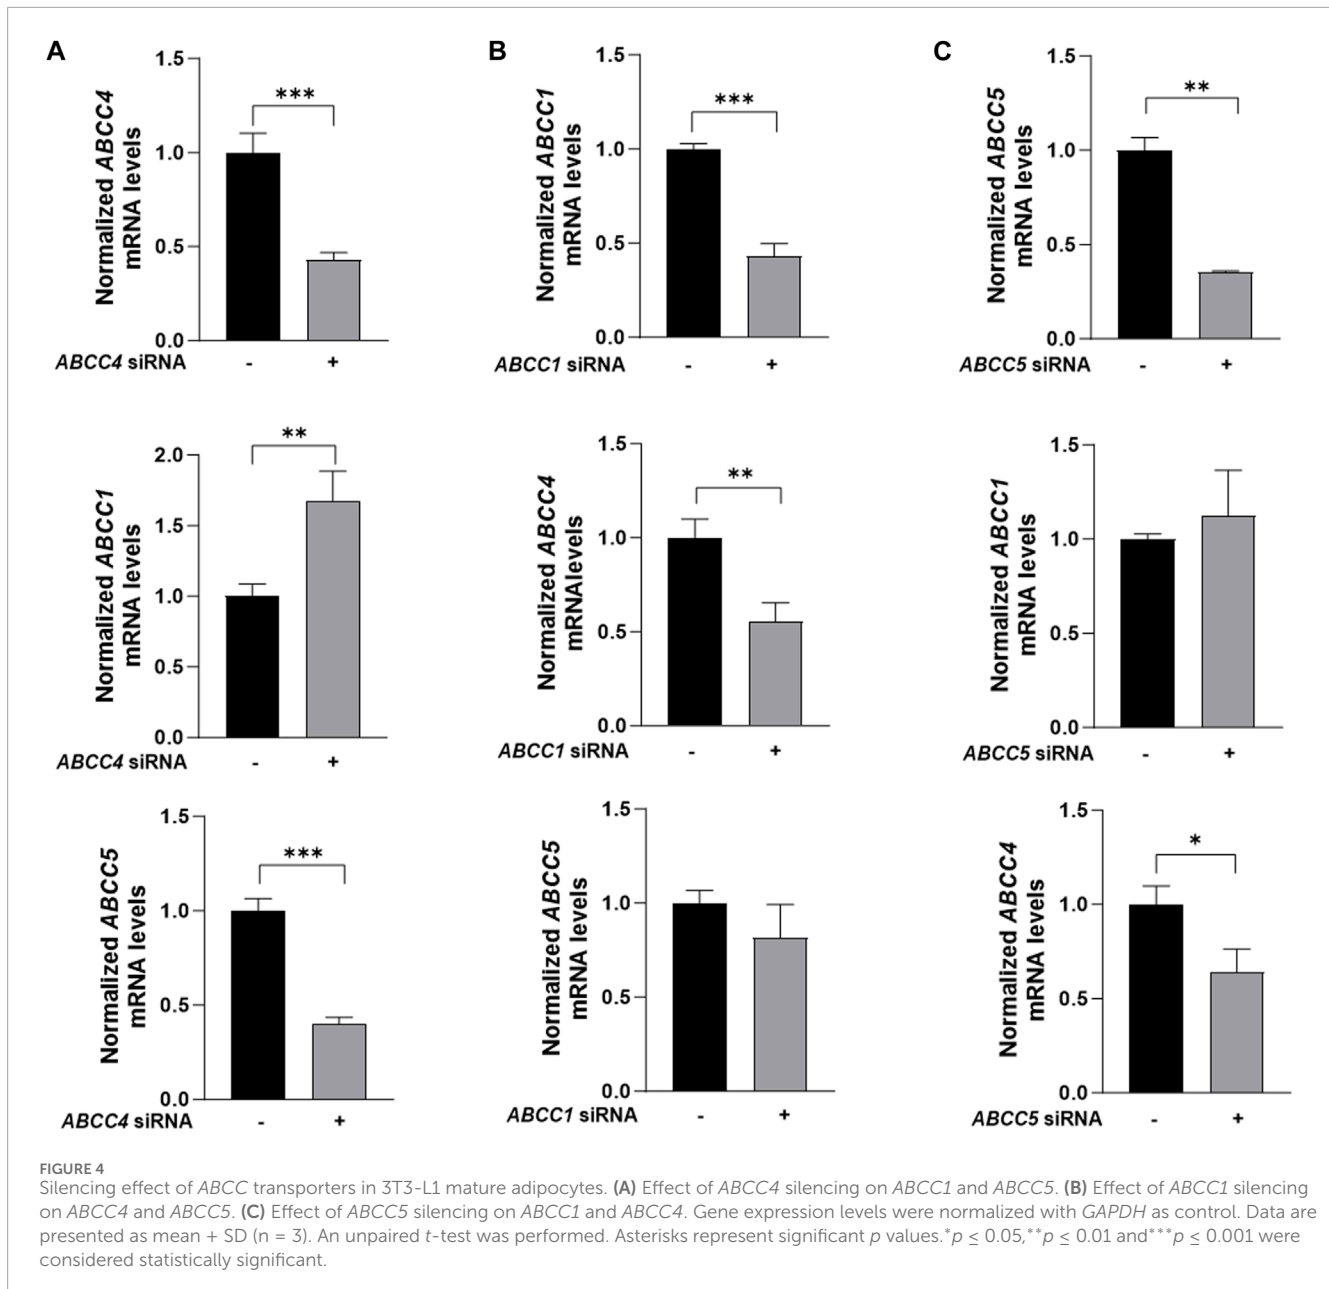 A
1.5
1.0
0.5
0.0
Normalized ABCC4
mRNA levels
***
ABCC4 siRNA - +
B
1.5
1.0
0.5
0.0
Normalized ABCC1
mRNA levels
***
ABCC1 siRNA - +
C
1.5
1.0
0.5
0.0
Normalized ABCC5
mRNA levels
**
ABCC5 siRNA - +
2.0
1.5
1.0
0.5
0.0
Normalized ABCC1
mRNA levels
**
ABCC4 siRNA - +
1.5
1.0
0.5
0.0
Normalized ABCC4
mRNAlevels
**
ABCC1 siRNA - +
1.5
1.0
0.5
0.0
Normalized ABCC1
mRNA levels
ABCC5 siRNA - +
1.5
1.0
0.5
0.0
Normalized ABCC5
mRNA levels
***
ABCC4 siRNA - +
1.5
1.0
0.5
0.0
Normalized ABCC5
mRNA levels
ABCC1 siRNA - +
1.5
1.0
0.5
0.0
Normalized ABCC4
mRNA levels
*
ABCC5 siRNA - +
FIGURE 4
Silencing effect of ABCC transporters in 3T3-L1 mature adipocytes. (A) Effect of ABCC4 silencing on ABCC1 and ABCC5. (B) Effect of ABCC1 silencing
on ABCC4 and ABCC5. (C) Effect of ABCC5 silencing on ABCC1 and ABCC4. Gene expression levels were normalized with GAPDH as control. Data are
presented as mean + SD (n = 3). An unpaired t-test was performed. Asterisks represent significant p values.*p ≤ 0.05,**p ≤ 0.01 and***p ≤ 0.001 were
considered statistically significant.